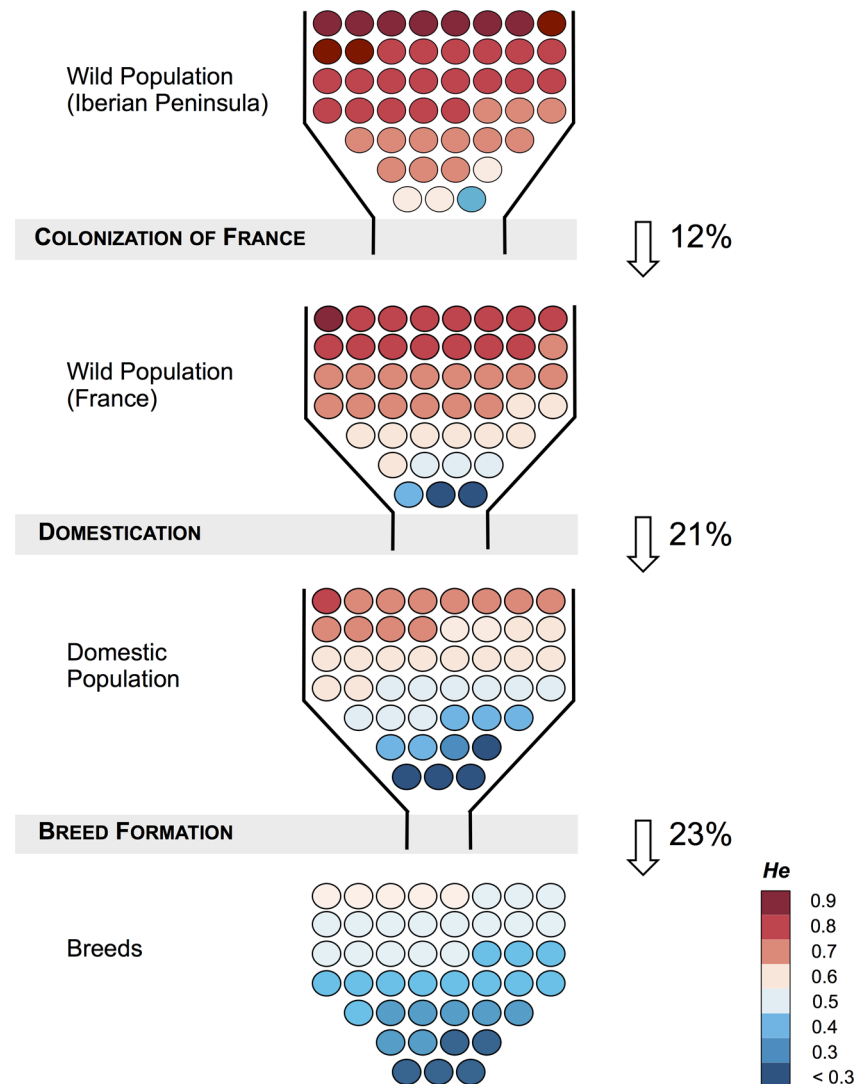 Wild Population
(Iberian Peninsula)
COLONIZATION OF FRANCE
12%
Wild Population
(France)
DOMESTICATION
21%
Domestic
Population
BREED FORMATION
23%
Breeds
He
0.9
0.8
0.7
0.6
0.5
0.4
0.3
< 0.3